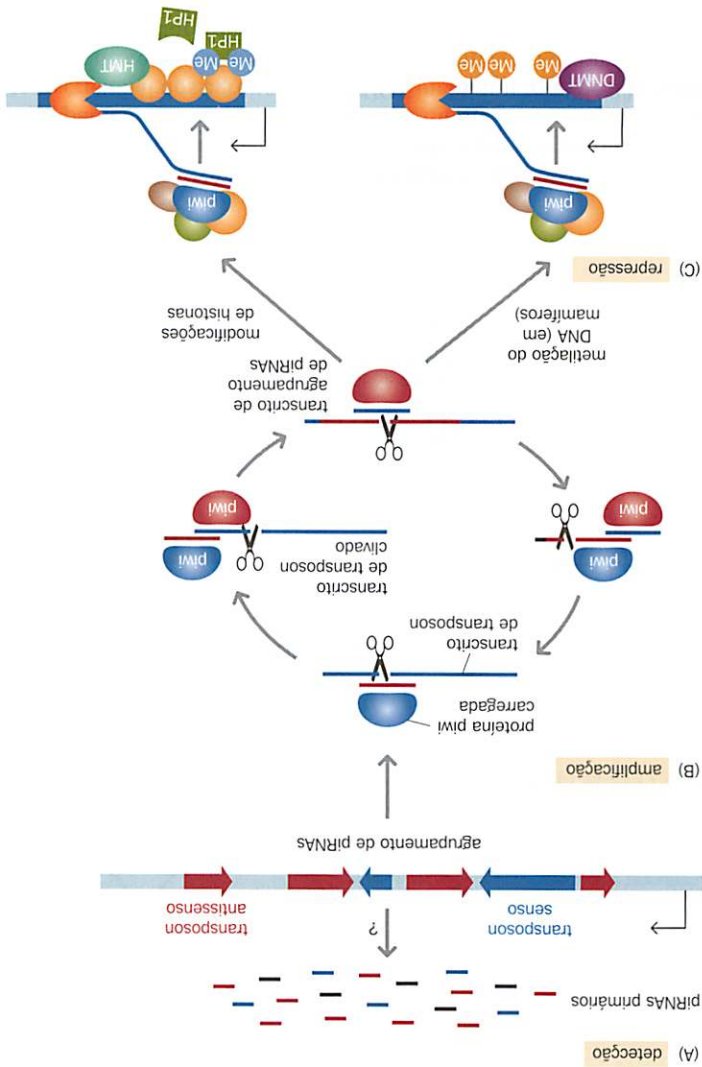 (A) detecção
piRNAs primários
?
transposon
senso
transposon
antissenso
agrupamento de piRNAs
(B) amplificação
proteína piwi
carregada
transcrito
de transposon
piwi
piwi
transcrito
de transposon
clivado
piwi
piwi
transcrito de
agrupamento
de piRNAs
metilação do
DNA (em
mamíferos)
modificações
de histonas
(C) repressão
piwi
DNMT
Me
Me
Me
piwi
Me
Me
HP1
HP1
HMT